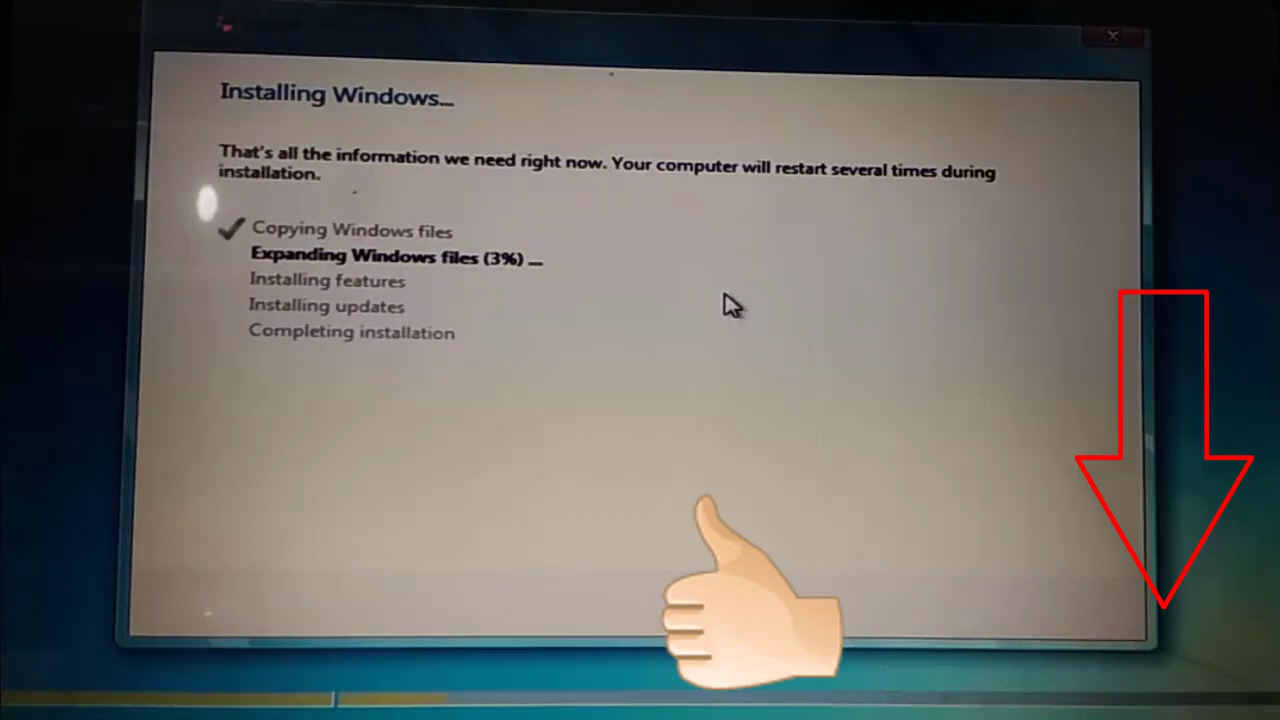 Installing Windows...
That's all the information we need right now. Your computer will restart several times during
installation.
Copying Windows files
Expanding Windows files (3%) ...
Installing features
Installing updates
Completing installation